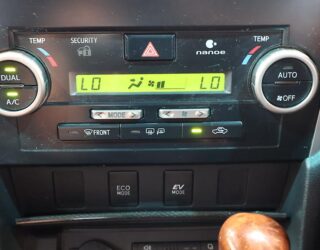 TEMP SECURITY nanoe TEMP
DUAL LO LO AUTO
A/C OFF
MODE
FRONT
ECO MODE
EV MODE